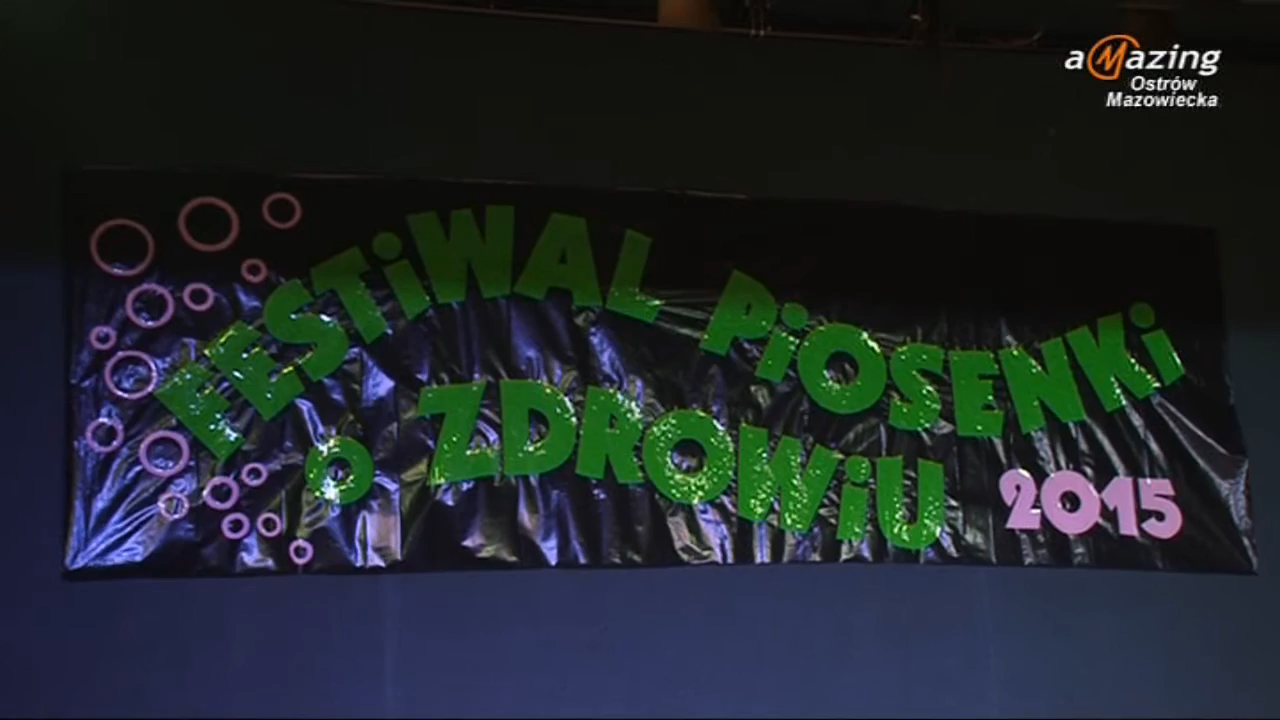 aMazing
Ostrów
Mazowiecka
FESTiWAL PiOSENKi
o ZDROWiU 2015